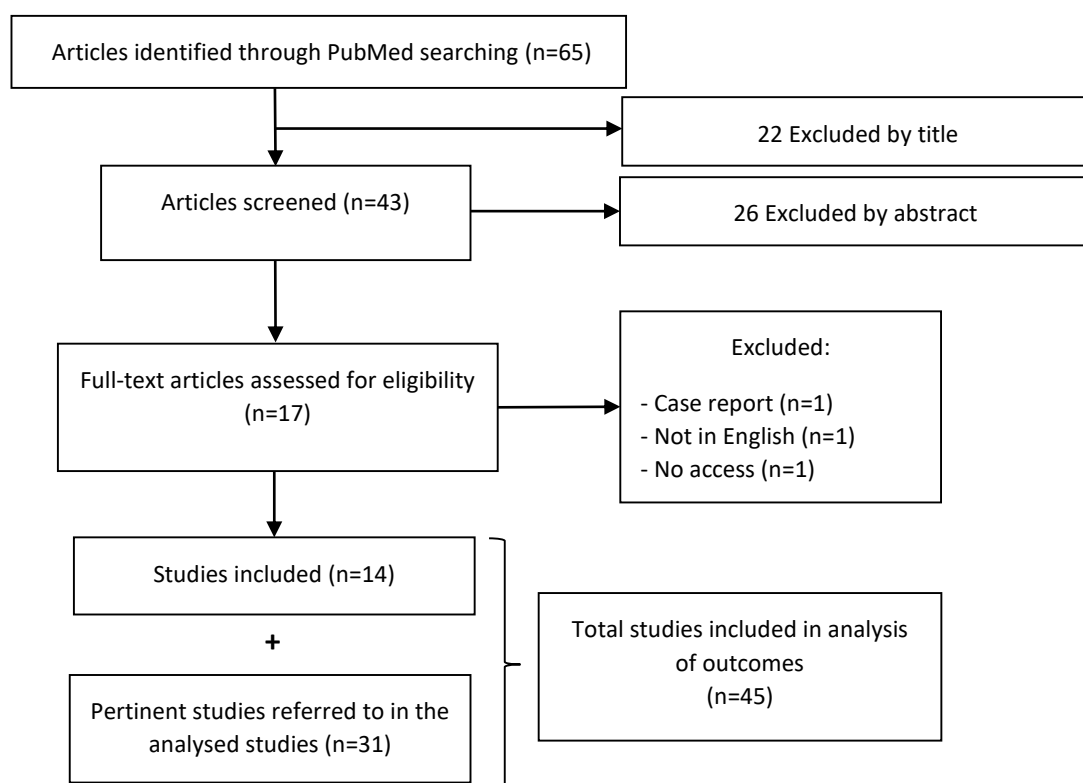 Articles identified through PubMed searching (n=65)
22 Excluded by title
Articles screened (n=43)
26 Excluded by abstract
Full-text articles assessed for eligibility
(n=17)
Excluded:
- Case report (n=1)
- Not in English (n=1)
- No access (n=1)
Studies included (n=14)
+
Pertinent studies referred to in the
analysed studies (n=31)
Total studies included in analysis
of outcomes
(n=45)